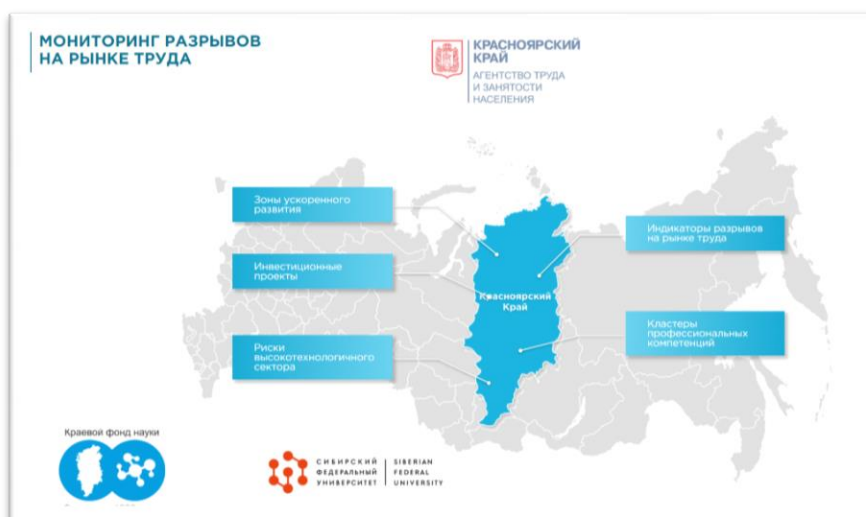 МОНИТОРИНГ РАЗРЫВОВ
НА РЫНКЕ ТРУДА
КРАСНОЯРСКИЙ
КРАЙ
АГЕНТСТВО ТРУДА
И ЗАНЯТОСТИ
НАСЕЛЕНИЯ
Зоны ускоренного
развития
Инвестиционные
проекты
Риски
высокотехнологичного
сектора
Красноярский
Край
Индикаторы разрывов
на рынке труда
Кластеры
профессиональных
компетенций
Краевой фонд науки
СИБИРСКИЙ
ФЕДЕРАЛЬНЫЙ
УНИВЕРСИТЕТ
SIBERIAN
FEDERAL
UNIVERSITY